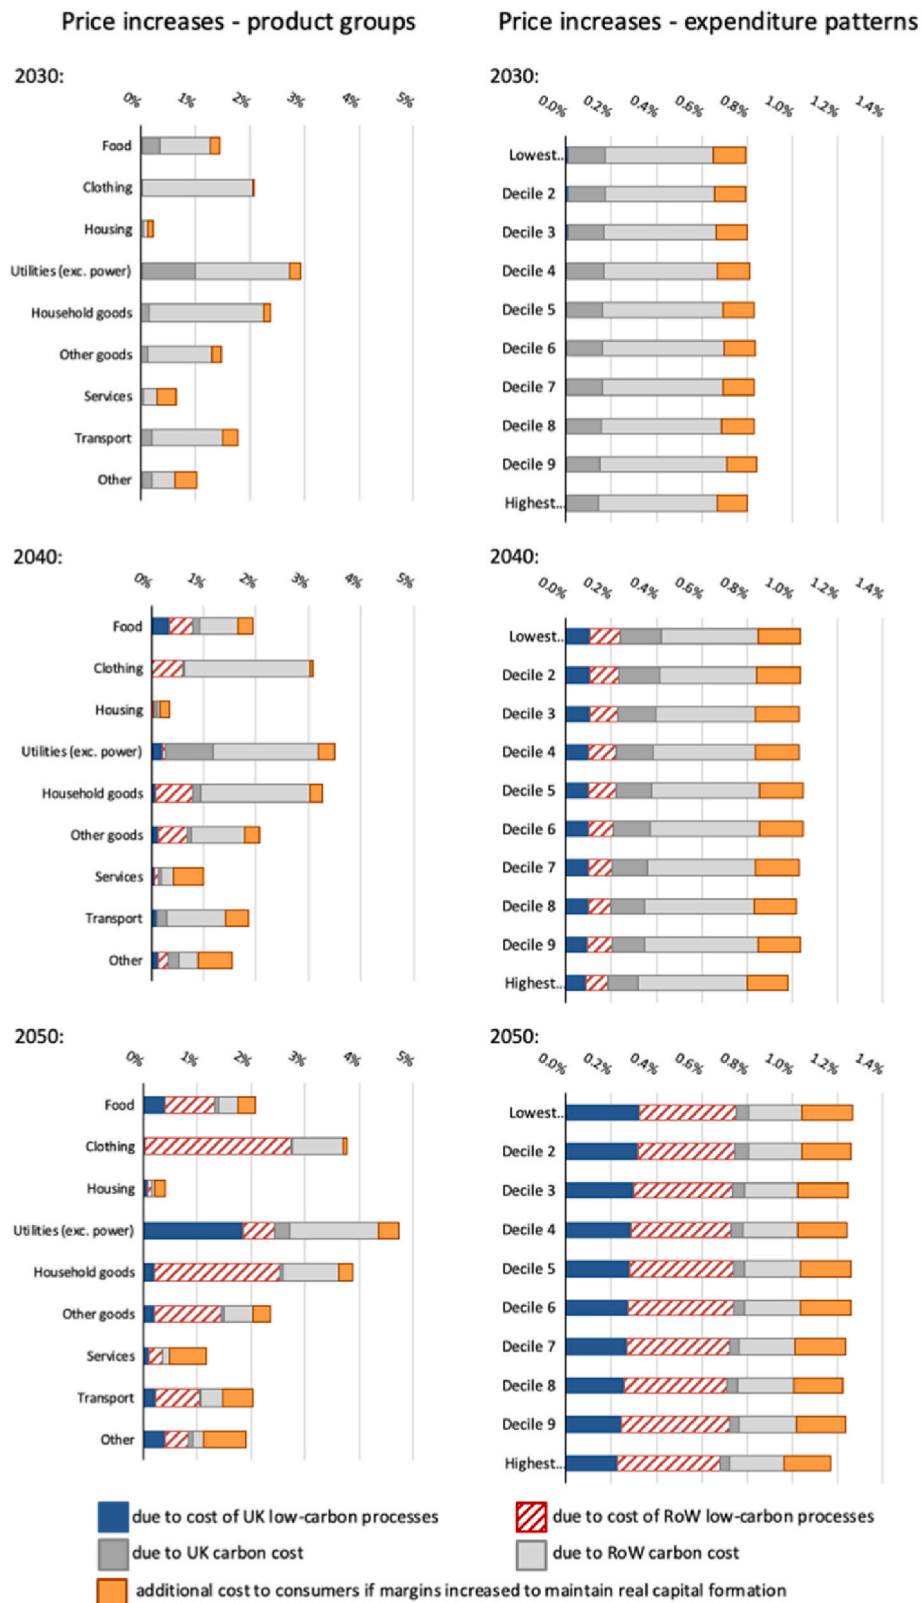 Price increases - product groups
Price increases - expenditure patterns
2030:
0% 1% 2% 3% 4% 5%
Food
Clothing
Housing
Utilities (exc. power)
Household goods
Other goods
Services
Transport
Other
2030:
0.0% 0.2% 0.4% 0.6% 0.8% 1.0% 1.2% 1.4%
Lowest..
Decile 2
Decile 3
Decile 4
Decile 5
Decile 6
Decile 7
Decile 8
Decile 9
Highest..
2040:
0% 1% 2% 3% 4% 5%
Food
Clothing
Housing
Utilities (exc. power)
Household goods
Other goods
Services
Transport
Other
2040:
0.0% 0.2% 0.4% 0.6% 0.8% 1.0% 1.2% 1.4%
Lowest..
Decile 2
Decile 3
Decile 4
Decile 5
Decile 6
Decile 7
Decile 8
Decile 9
Highest..
2050:
0% 1% 2% 3% 4% 5%
Food
Clothing
Housing
Utilities (exc. power)
Household goods
Other goods
Services
Transport
Other
2050:
0.0% 0.2% 0.4% 0.6% 0.8% 1.0% 1.2% 1.4%
Lowest..
Decile 2
Decile 3
Decile 4
Decile 5
Decile 6
Decile 7
Decile 8
Decile 9
Highest..
due to cost of UK low-carbon processes
due to cost of RoW low-carbon processes
due to UK carbon cost
due to RoW carbon cost
additional cost to consumers if margins increased to maintain real capital formation